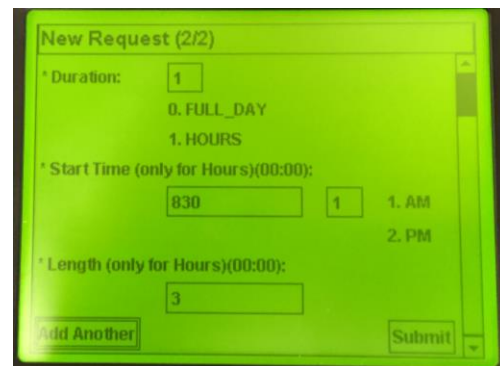 New Request (2/2)
* Duration: 1
0. FULL_DAY
1. HOURS
* Start Time (only for Hours)(00:00):
830 1 1. AM
2. PM
* Length (only for Hours)(00:00):
3
Add Another Submit